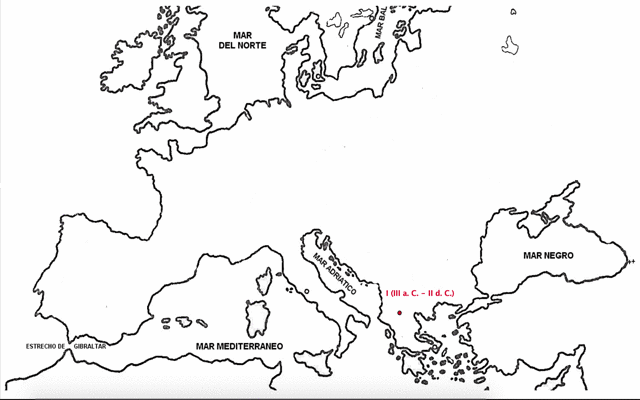 MAR
DEL NORTE
MAR BAL
MAR NEGRO
MAR ADRIATICO
I (III a. C. – II d. C.)
ESTRECHO DE GIBRALTAR
MAR MEDITERRANEO